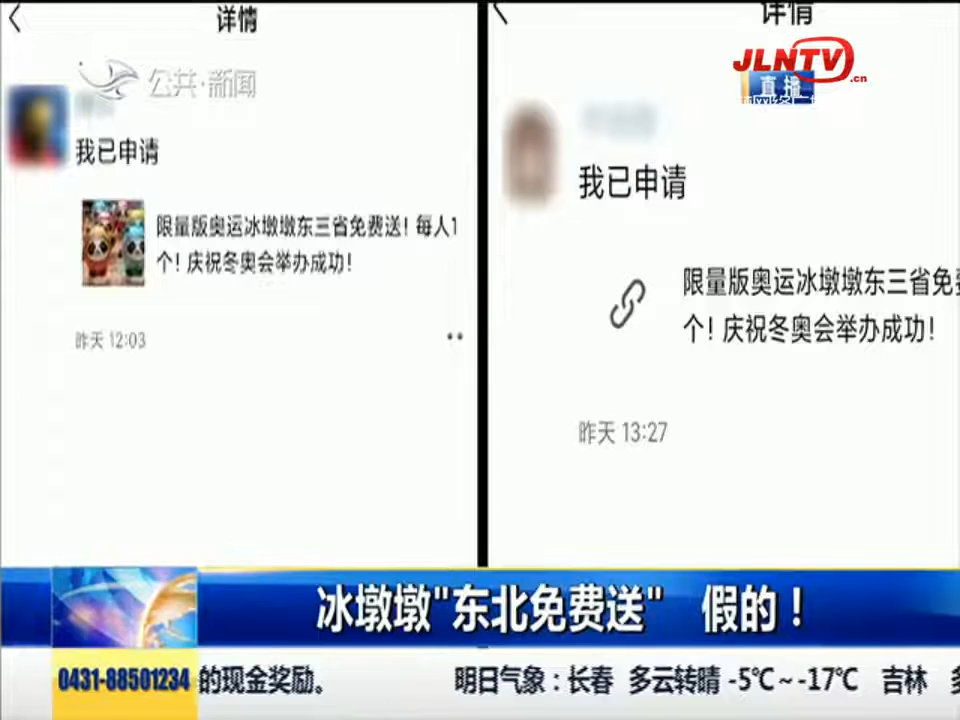 详情
公共·新闻
我已申请
限量版奥运冰墩墩东三省免费送！每人1
个！庆祝冬奥会举办成功！
昨天 12:03
详情
JLNTV.cn
直播
我已申请
限量版奥运冰墩墩东三省免
个！庆祝冬奥会举办成功！
昨天 13:27
冰墩墩"东北免费送" 假的！
0431-88501234 的现金奖励。 明日气象：长春 多云转晴 -5℃~-17℃ 吉林